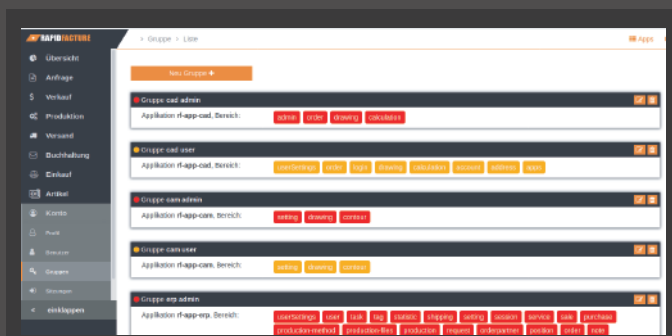 RAPIDFACTURE
> Gruppe > Liste
Apps
Übersicht
Anfrage
Verkauf
Produktion
Versand
Buchhaltung
Einkauf
Artikel
Konto
Profil
Benutzer
Gruppen
Sitzungen
< einklappen
Neu Gruppe +
Gruppe cad admin
Applikation rf-app-cad, Bereich: admin order drawing calculation
Gruppe cad user
Applikation rf-app-cad, Bereich: userSettings order login drawing calculation account address apps
Gruppe cam admin
Applikation rf-app-cam, Bereich: setting drawing contour
Gruppe cam user
Applikation rf-app-cam, Bereich: setting drawing contour
Gruppe erp admin
Applikation rf-app-erp, Bereich: userSettings user task tag statistic shipping setting session service sale purchase
production-method production-files production request orderpartner position order note